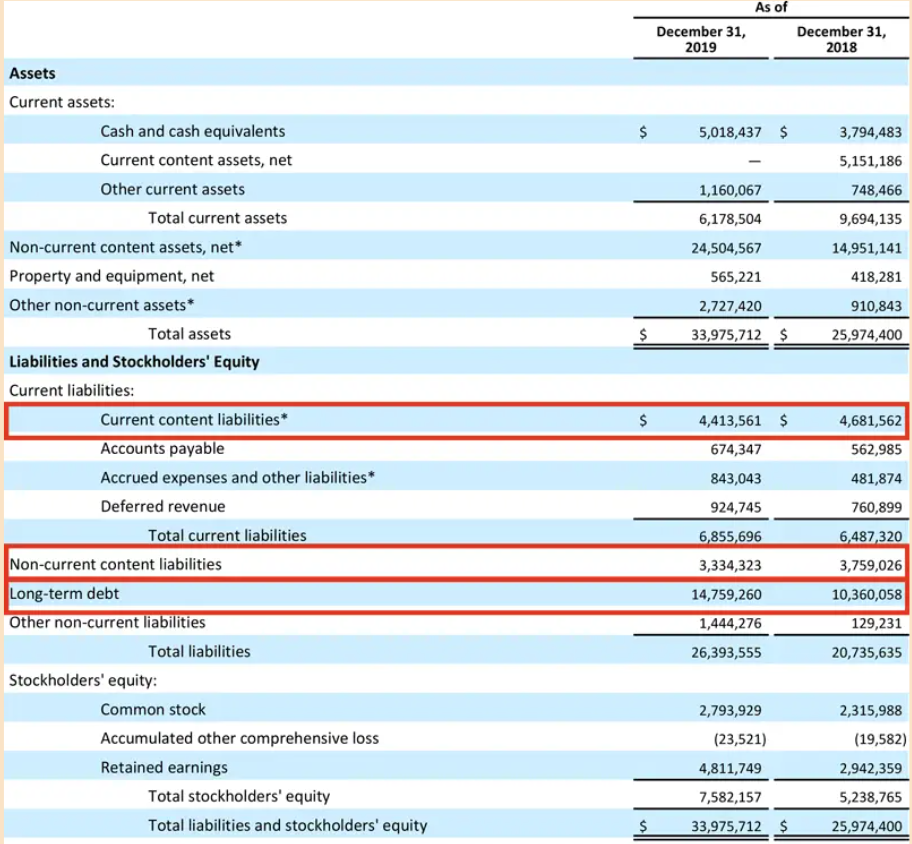 As of
December 31, 2019 December 31, 2018
Assets
Current assets:
Cash and cash equivalents $ 5,018,437 $ 3,794,483
Current content assets, net — 5,151,186
Other current assets 1,160,067 748,466
Total current assets 6,178,504 9,694,135
Non-current content assets, net* 24,504,567 14,951,141
Property and equipment, net 565,221 418,281
Other non-current assets* 2,727,420 910,843
Total assets $ 33,975,712 $ 25,974,400
Liabilities and Stockholders' Equity
Current liabilities:
Current content liabilities* $ 4,413,561 $ 4,681,562
Accounts payable 674,347 562,985
Accrued expenses and other liabilities* 843,043 481,874
Deferred revenue 924,745 760,899
Total current liabilities 6,855,696 6,487,320
Non-current content liabilities 3,334,323 3,759,026
Long-term debt 14,759,260 10,360,058
Other non-current liabilities 1,444,276 129,231
Total liabilities 26,393,555 20,735,635
Stockholders' equity:
Common stock 2,793,929 2,315,988
Accumulated other comprehensive loss (23,521) (19,582)
Retained earnings 4,811,749 2,942,359
Total stockholders' equity 7,582,157 5,238,765
Total liabilities and stockholders' equity $ 33,975,712 $ 25,974,400